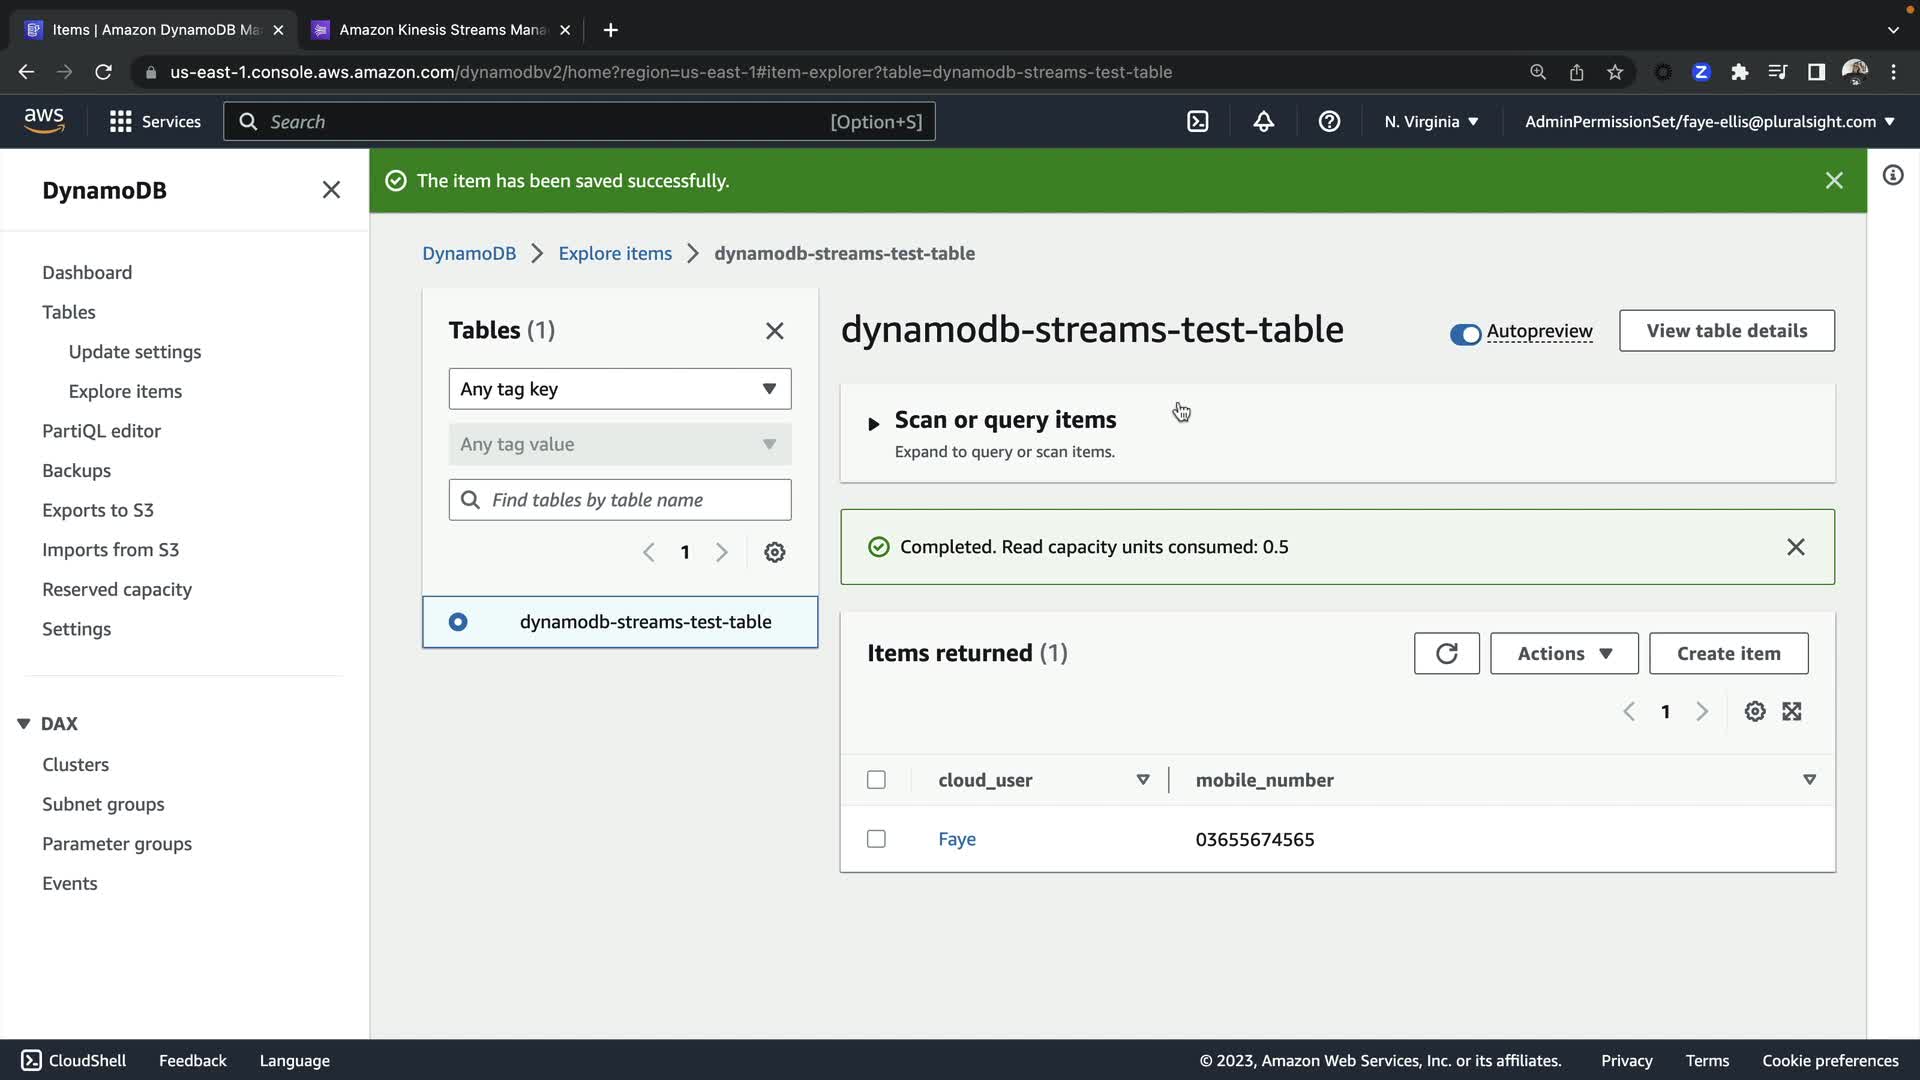 Items | Amazon DynamoDB Ma
Amazon Kinesis Streams Mana
us-east-1.console.aws.amazon.com/dynamodbv2/home?region=us-east-1#item-explorer?table=dynamodb-streams-test-table
Z
aws
Services
Search
[Option+S]
N. Virginia
AdminPermissionSet/faye-ellis@pluralsight.com
DynamoDB
Dashboard
Tables
Update settings
Explore items
PartiQL editor
Backups
Exports to S3
Imports from S3
Reserved capacity
Settings
DAX
Clusters
Subnet groups
Parameter groups
Events
The item has been saved successfully.
DynamoDB
Explore items
dynamodb-streams-test-table
Tables (1)
Any tag key
Any tag value
Find tables by table name
1
dynamodb-streams-test-table
dynamodb-streams-test-table
Autopreview
View table details
Scan or query items
Expand to query or scan items.
Completed. Read capacity units consumed: 0.5
Items returned (1)
Actions
Create item
1
cloud_user
mobile_number
Faye
03655674565
CloudShell
Feedback
Language
© 2023, Amazon Web Services, Inc. or its affiliates.
Privacy
Terms
Cookie preferences